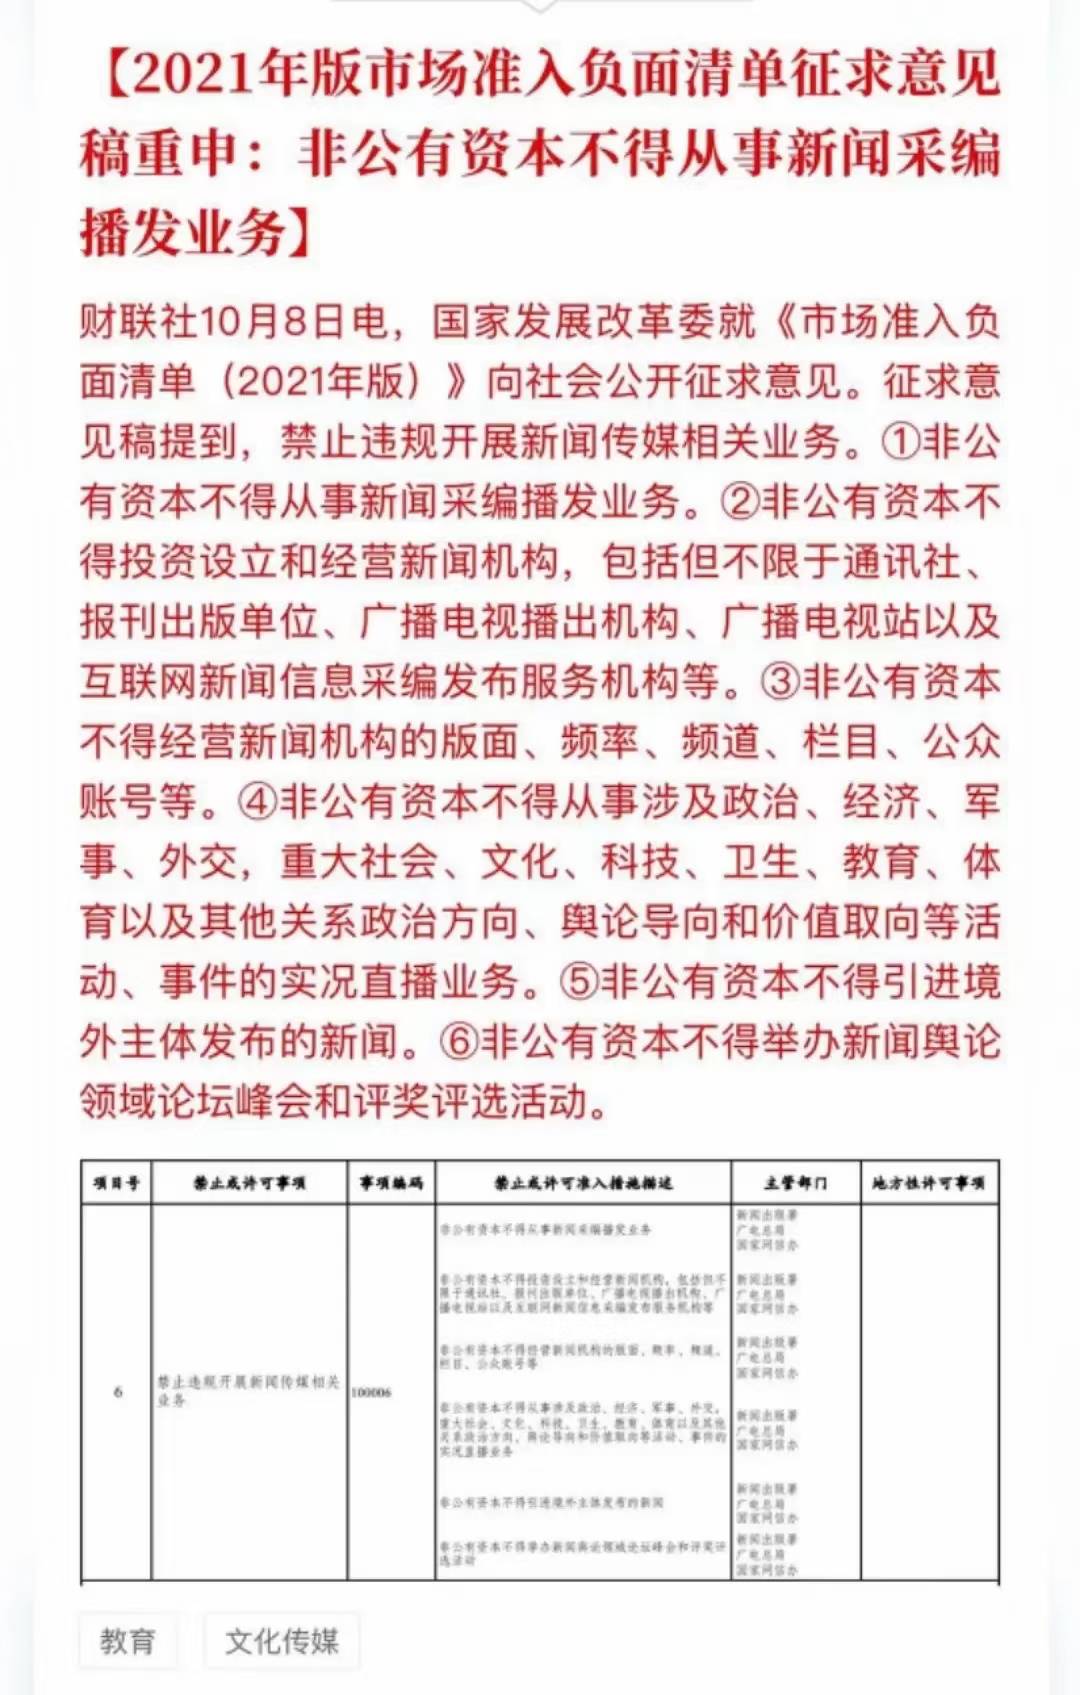 【2021年版市场准入负面清单征求意见
稿重申：非公有资本不得从事新闻采编
播发业务】
财联社10月8日电，国家发展改革委就《市场准入负
面清单（2021年版）》向社会公开征求意见。征求意
见稿提到，禁止违规开展新闻传媒相关业务。①非公
有资本不得从事新闻采编播发业务。②非公有资本不
得投资设立和经营新闻机构，包括但不限于通讯社、
报刊出版单位、广播电视播出机构、广播电视站以及
互联网新闻信息采编发布服务机构等。③非公有资本
不得经营新闻机构的版面、频率、频道、栏目、公众
账号等。④非公有资本不得从事涉及政治、经济、军
事、外交，重大社会、文化、科技、卫生、教育、体
育以及其他关系政治方向、舆论导向和价值取向等活
动、事件的实况直播业务。⑤非公有资本不得引进境
外主体发布的新闻。⑥非公有资本不得举办新闻舆论
领域论坛峰会和评奖评选活动。
项目号 禁止或许可事项 事项编码 禁止或许可准入措施描述 主管部门 地方性许可事项
6
禁止违规开展新闻传媒相关
业务
100006
非公有资本不得从事新闻采编播发业务
新闻出版署
广电总局
国家网信办
非公有资本不得投资设立和经营新闻机构，包括但不
限于通讯社、报刊出版单位、广播电视播出机构、广
播电视站以及互联网新闻信息采编发布服务机构等
新闻出版署
广电总局
国家网信办
非公有资本不得经营新闻机构的版面、频率、频道、
栏目、公众账号等
新闻出版署
广电总局
国家网信办
非公有资本不得从事涉及政治、经济、军事、外交，
重大社会、文化、科技、卫生、教育、体育以及其他
关系政治方向、舆论导向和价值取向等活动、事件的
实况直播业务
新闻出版署
广电总局
国家网信办
非公有资本不得引进境外主体发布的新闻
新闻出版署
广电总局
国家网信办
非公有资本不得举办新闻舆论领域论坛峰会和评奖评
选活动
新闻出版署
广电总局
国家网信办
教育
文化传媒